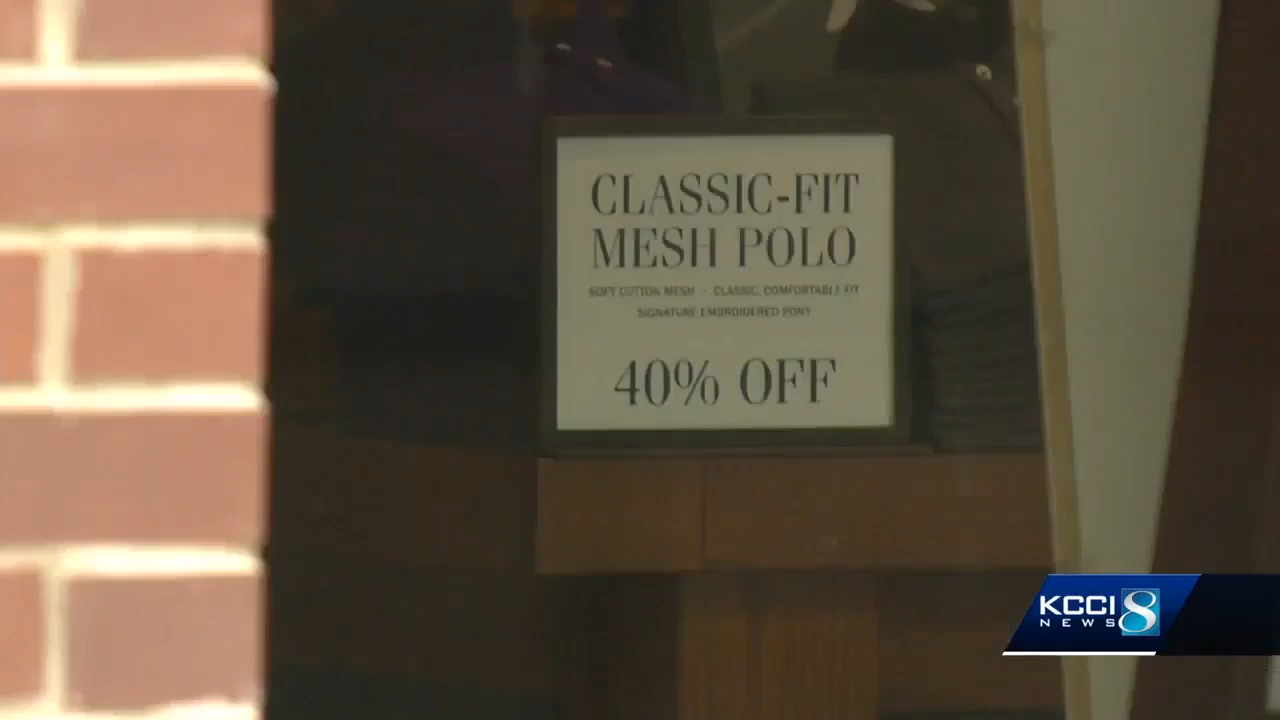 CLASSIC-FIT
MESH POLO
SOFT COTTON MESH · CLASSIC, COMFORTABLE FIT
SIGNATURE EMBROIDERED PONY
40% OFF
KCCI 8
NEWS